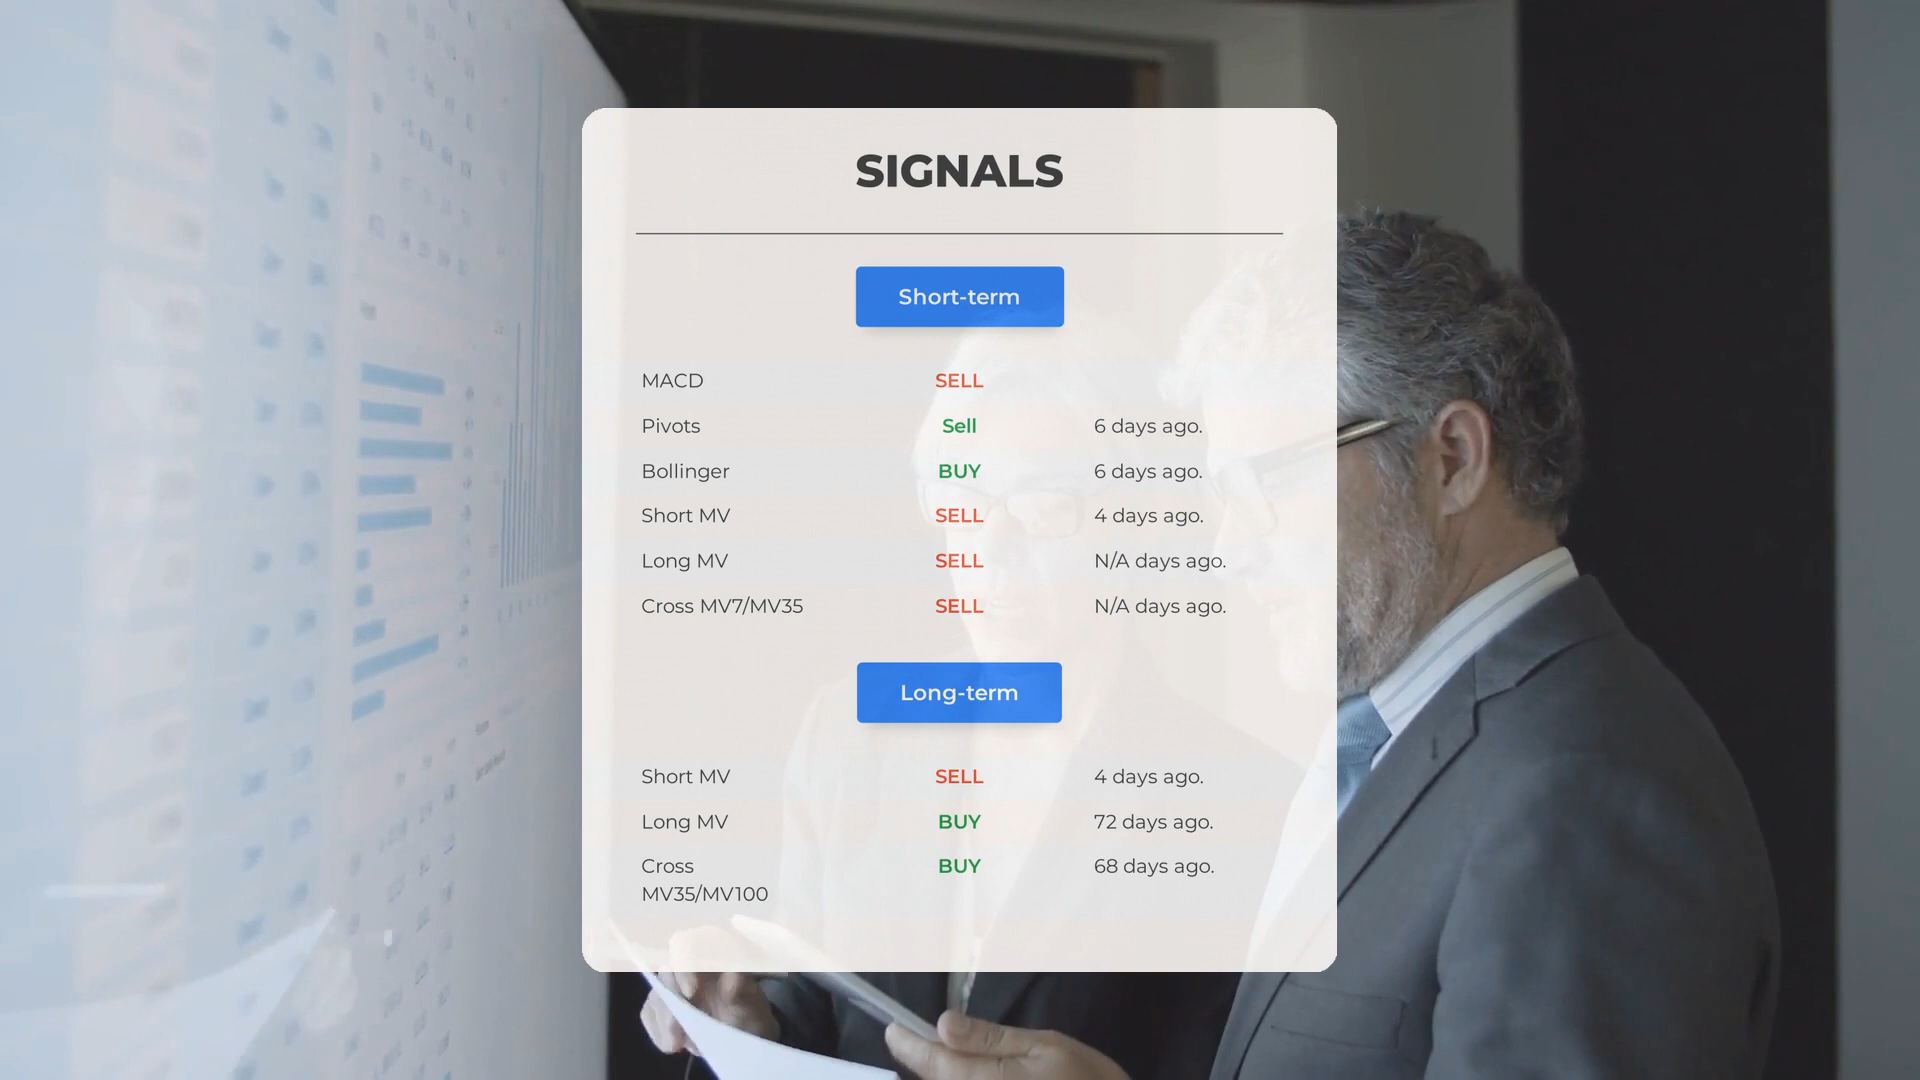 SIGNALS
Short-term
MACD SELL
Pivots Sell 6 days ago.
Bollinger BUY 6 days ago.
Short MV SELL 4 days ago.
Long MV SELL N/A days ago.
Cross MV7/MV35 SELL N/A days ago.
Long-term
Short MV SELL 4 days ago.
Long MV BUY 72 days ago.
Cross BUY 68 days ago.
MV35/MV100